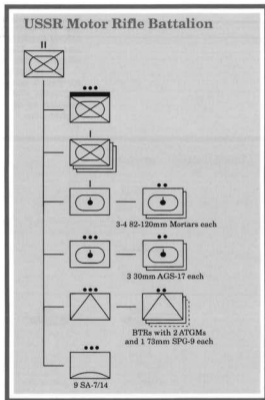 USSR Motor Rifle Battalion
3-4 82-120mm Mortars each
3 30mm AGS-17 each
BTRs with 2 ATGMs
and 1 73mm SPG-9 each
9 SA-7/14